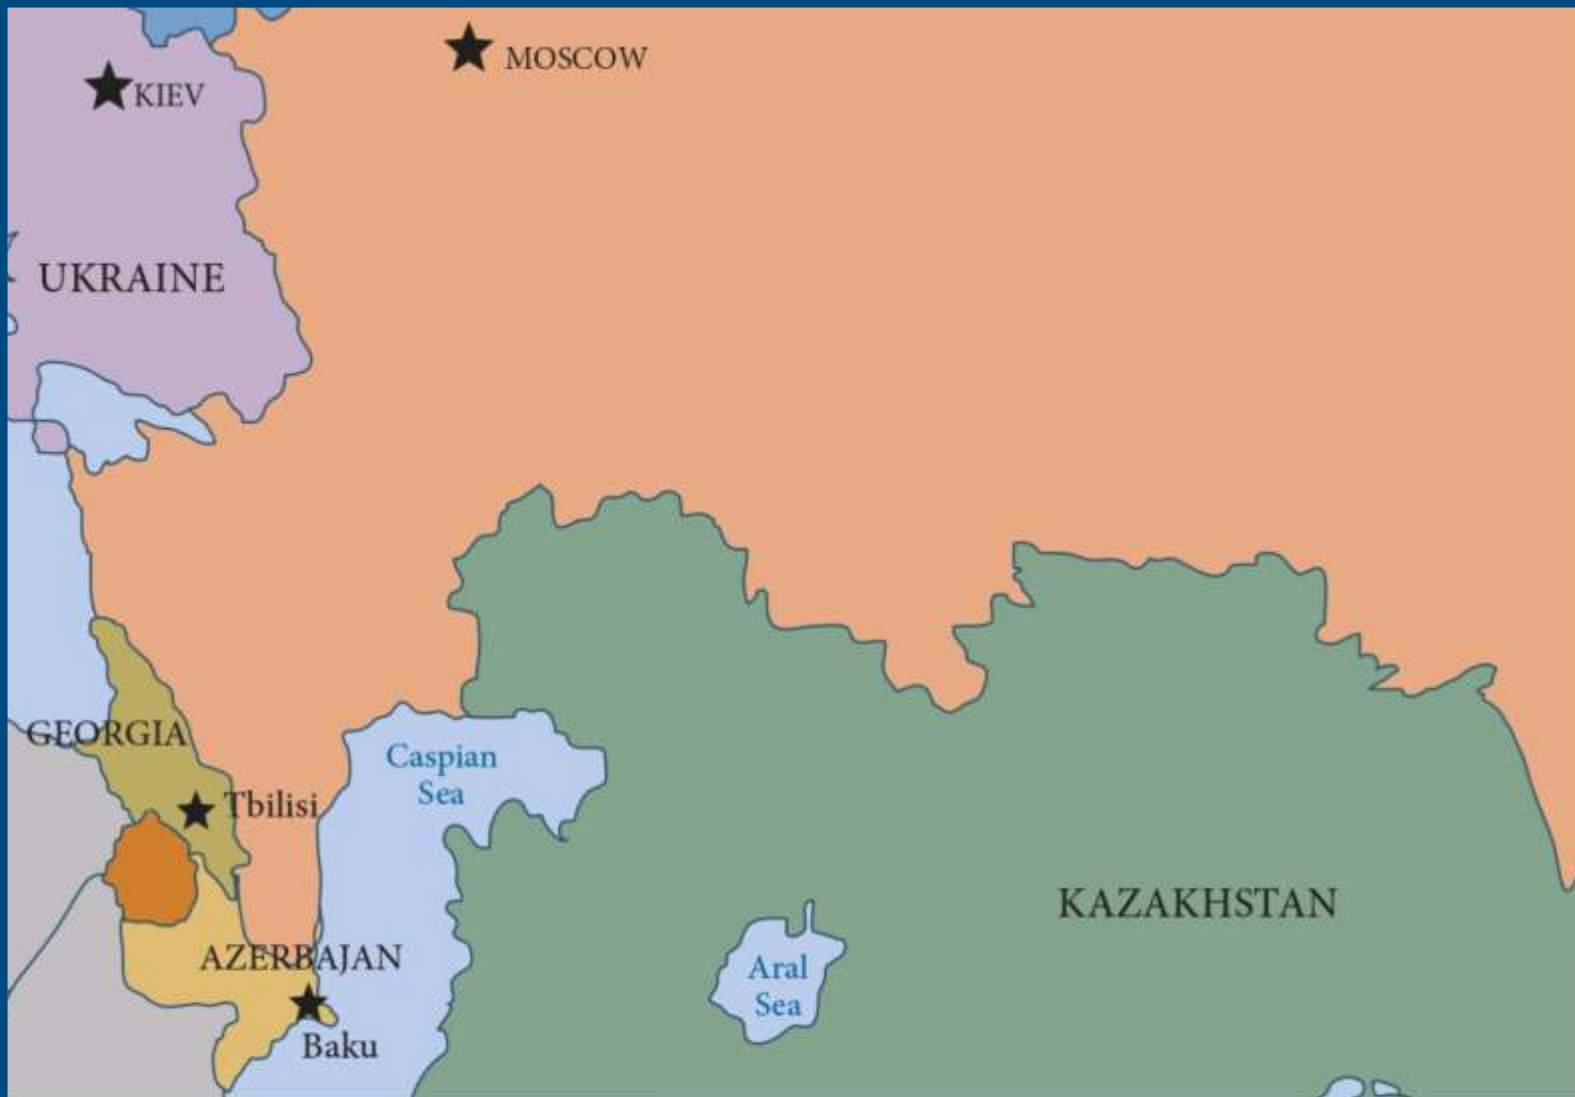 MOSCOW
KIEV
UKRAINE
GEORGIA
Caspian
Sea
Tbilisi
KAZAKHSTAN
AZERBAJAN
Aral
Sea
Baku